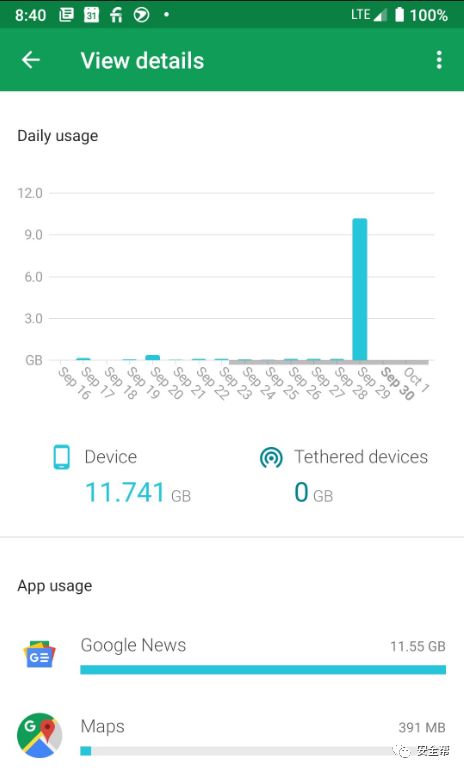 8:40
31
LTE 100%
View details
Daily usage
12.0
9.0
6.0
3.0
GB
Sep 16
Sep 17
Sep 18
Sep 19
Sep 20
Sep 21
Sep 22
Sep 23
Sep 24
Sep 25
Sep 26
Sep 27
Sep 28
Sep 29
Sep 30
Oct 1
Device
11.741 GB
Tethered devices
0 GB
App usage
Google News
11.55 GB
Maps
391 MB
安全帮